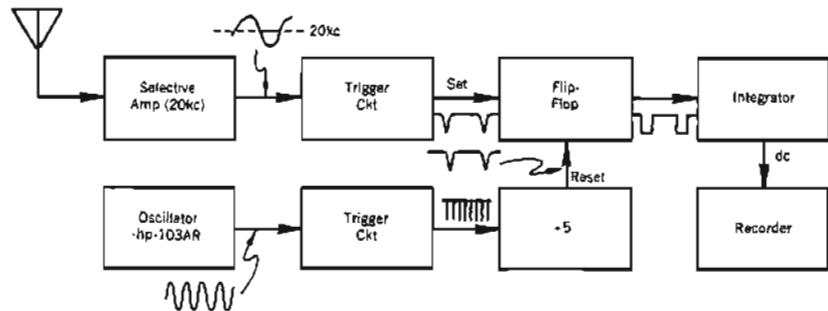 20kc
Selective
Amp (20kc)
Trigger
Ckt
Set
Flip-
Flop
Integrator
dc
Reset
Oscillator
-hp-103AR
Trigger
Ckt
÷5
Recorder